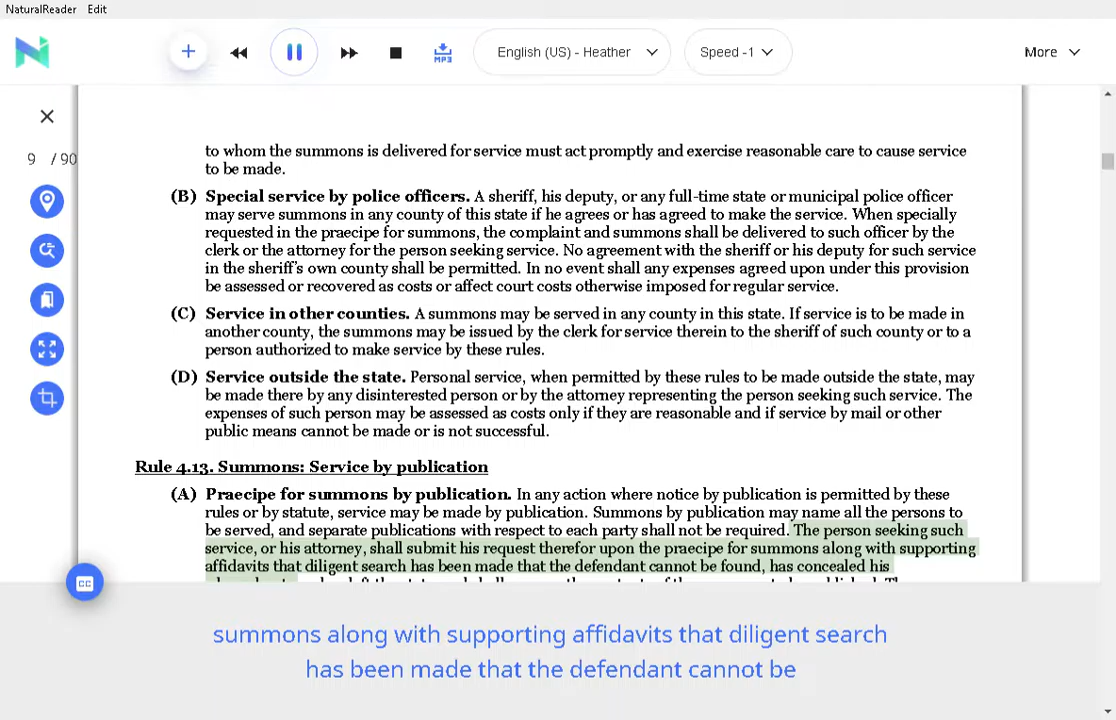 NaturalReader Edit
MP3
English (US) - Heather
Speed -1
More
9 / 90
to whom the summons is delivered for service must act promptly and exercise reasonable care to cause service
to be made.
(B) Special service by police officers. A sheriff, his deputy, or any full-time state or municipal police officer
may serve summons in any county of this state if he agrees or has agreed to make the service. When specially
requested in the praecipe for summons, the complaint and summons shall be delivered to such officer by the
clerk or the attorney for the person seeking service. No agreement with the sheriff or his deputy for such service
in the sheriff's own county shall be permitted. In no event shall any expenses agreed upon under this provision
be assessed or recovered as costs or affect court costs otherwise imposed for regular service.
(C) Service in other counties. A summons may be served in any county in this state. If service is to be made in
another county, the summons may be issued by the clerk for service therein to the sheriff of such county or to a
person authorized to make service by these rules.
(D) Service outside the state. Personal service, when permitted by these rules to be made outside the state, may
be made there by any disinterested person or by the attorney representing the person seeking such service. The
expenses of such person may be assessed as costs only if they are reasonable and if service by mail or other
public means cannot be made or is not successful.
Rule 4.13. Summons: Service by publication
(A) Praecipe for summons by publication. In any action where notice by publication is permitted by these
rules or by statute, service may be made by publication. Summons by publication may name all the persons to
be served, and separate publications with respect to each party shall not be required. The person seeking such
service, or his attorney, shall submit his request therefor upon the praecipe for summons along with supporting
affidavits that diligent search has been made that the defendant cannot be found, has concealed his
CC
summons along with supporting affidavits that diligent search
has been made that the defendant cannot be